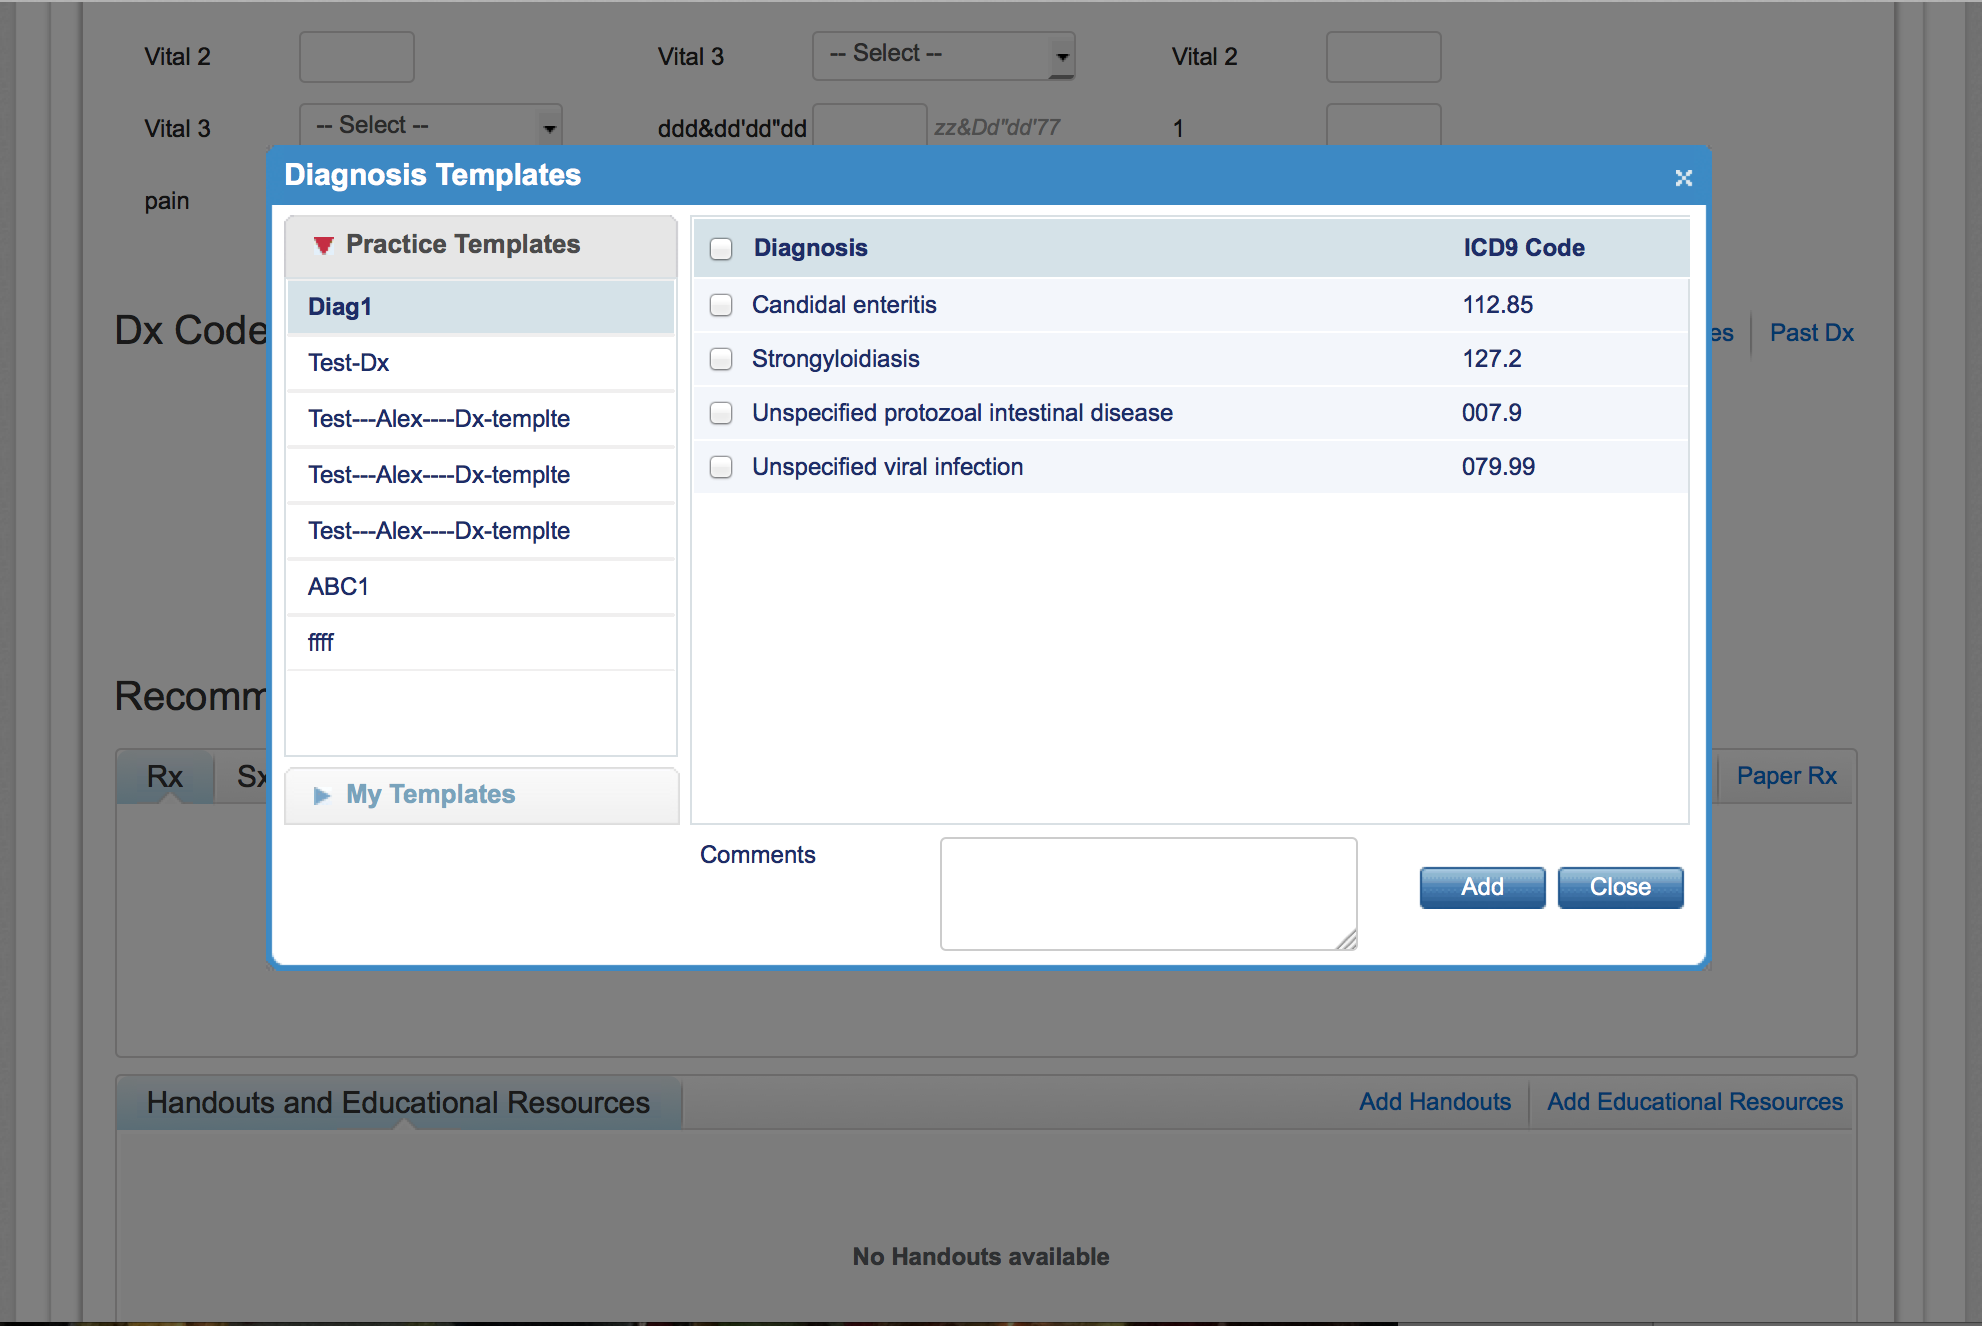 Vital 2 Vital 3 -- Select -- Vital 2
Vital 3 -- Select -- ddd&dd'dd"dd zz&Dd"dd'77 1
pain
Diagnosis Templates
Practice Templates
Diag1
Test-Dx
Test---Alex----Dx-templte
Test---Alex----Dx-templte
Test---Alex----Dx-templte
ABC1
ffff
My Templates
Diagnosis ICD9 Code
Candidal enteritis 112.85
Strongyloidiasis 127.2
Unspecified protozoal intestinal disease 007.9
Unspecified viral infection 079.99
Comments
Add Close
Dx Code
es Past Dx
Recomm
Rx Sx Paper Rx
Handouts and Educational Resources Add Handouts Add Educational Resources
No Handouts available